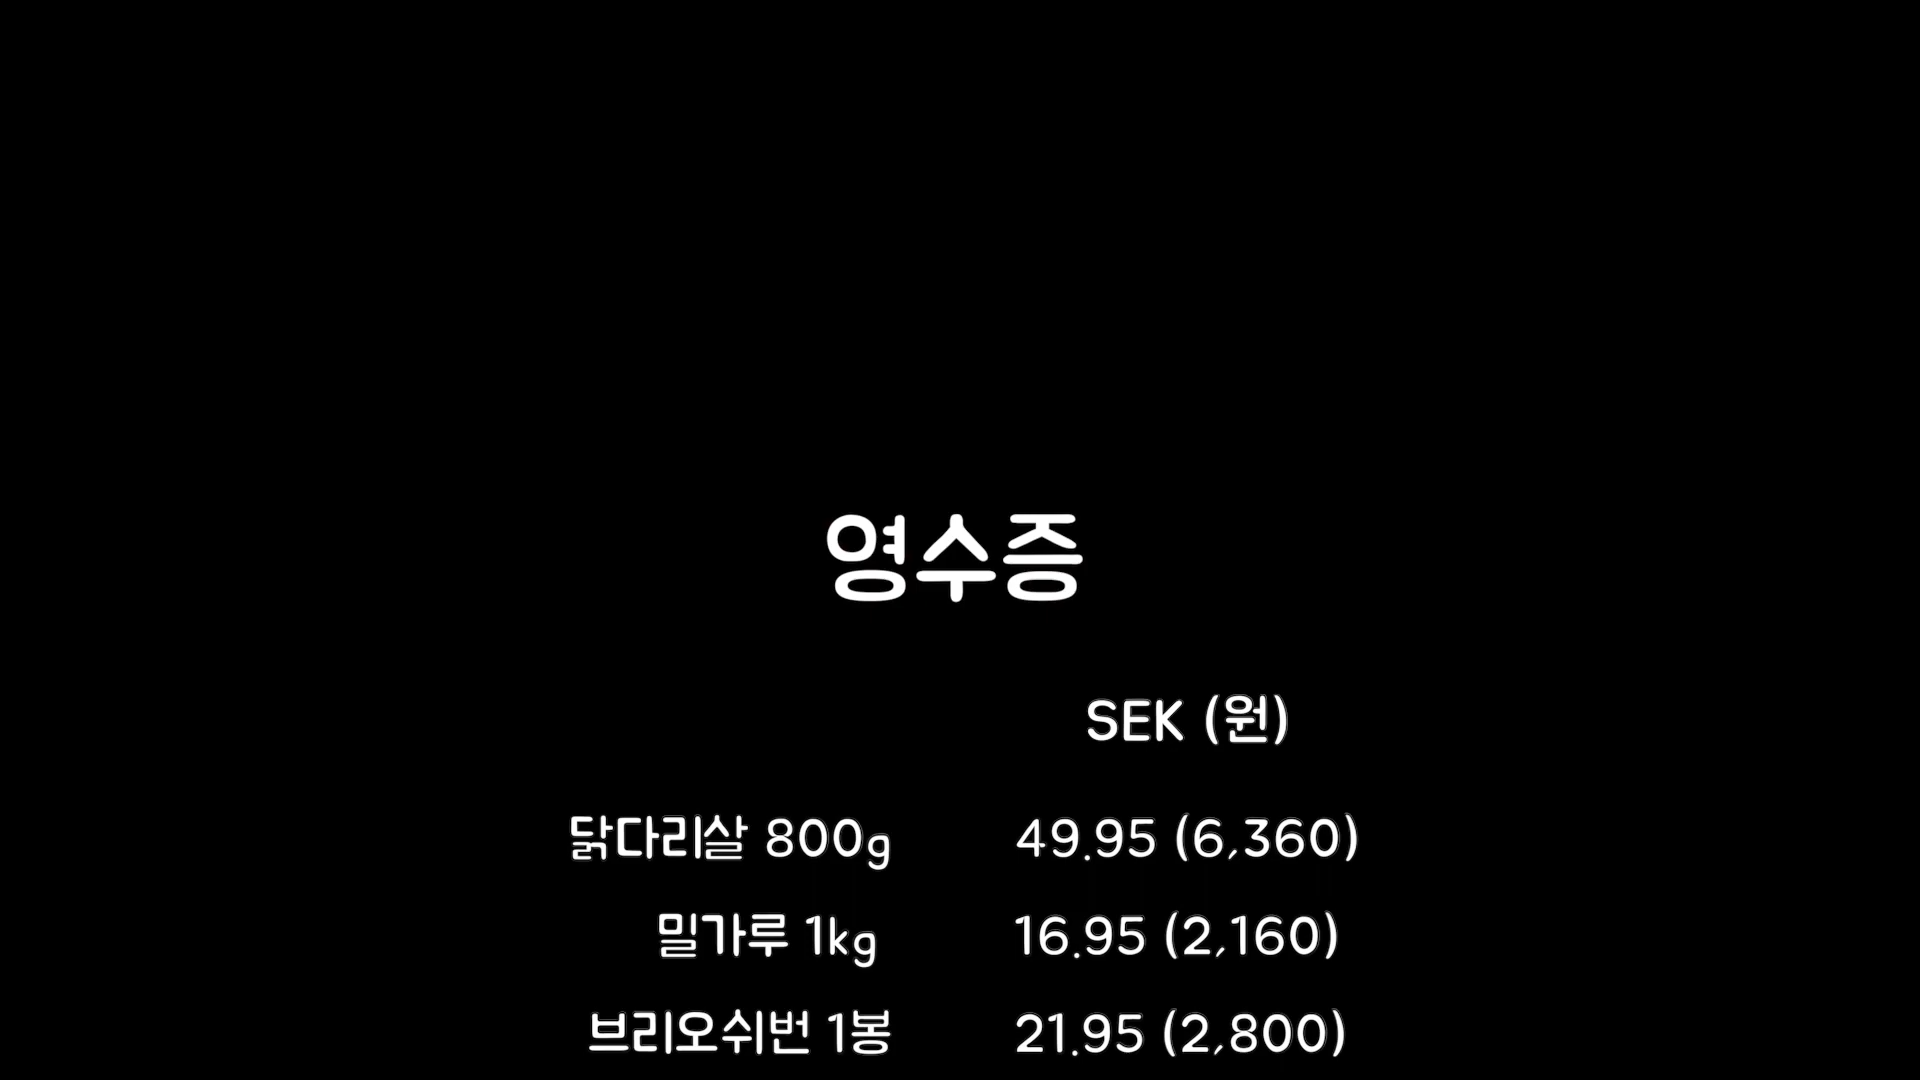 영수증
SEK (원)
닭다리살 800g 49.95 (6,360)
밀가루 1kg 16.95 (2,160)
브리오쉬번 1봉 21.95 (2,800)